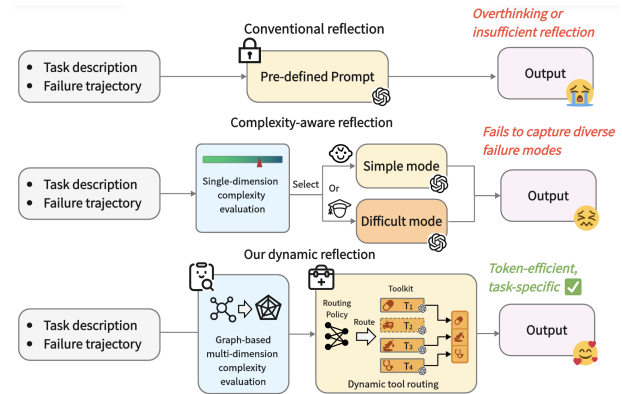 Conventional reflection
Overthinking or
insufficient reflection
• Task description
• Failure trajectory
Pre-defined Prompt
Output
Complexity-aware reflection
Fails to capture diverse
failure modes
• Task description
• Failure trajectory
Single-dimension
complexity
evaluation
Select
Or
Simple mode
Difficult mode
Output
Our dynamic reflection
Token-efficient,
task-specific
• Task description
• Failure trajectory
Graph-based
multi-dimension
complexity
evaluation
Routing
Policy
Route
Toolkit
T1
T2
T3
T4
Dynamic tool routing
Output